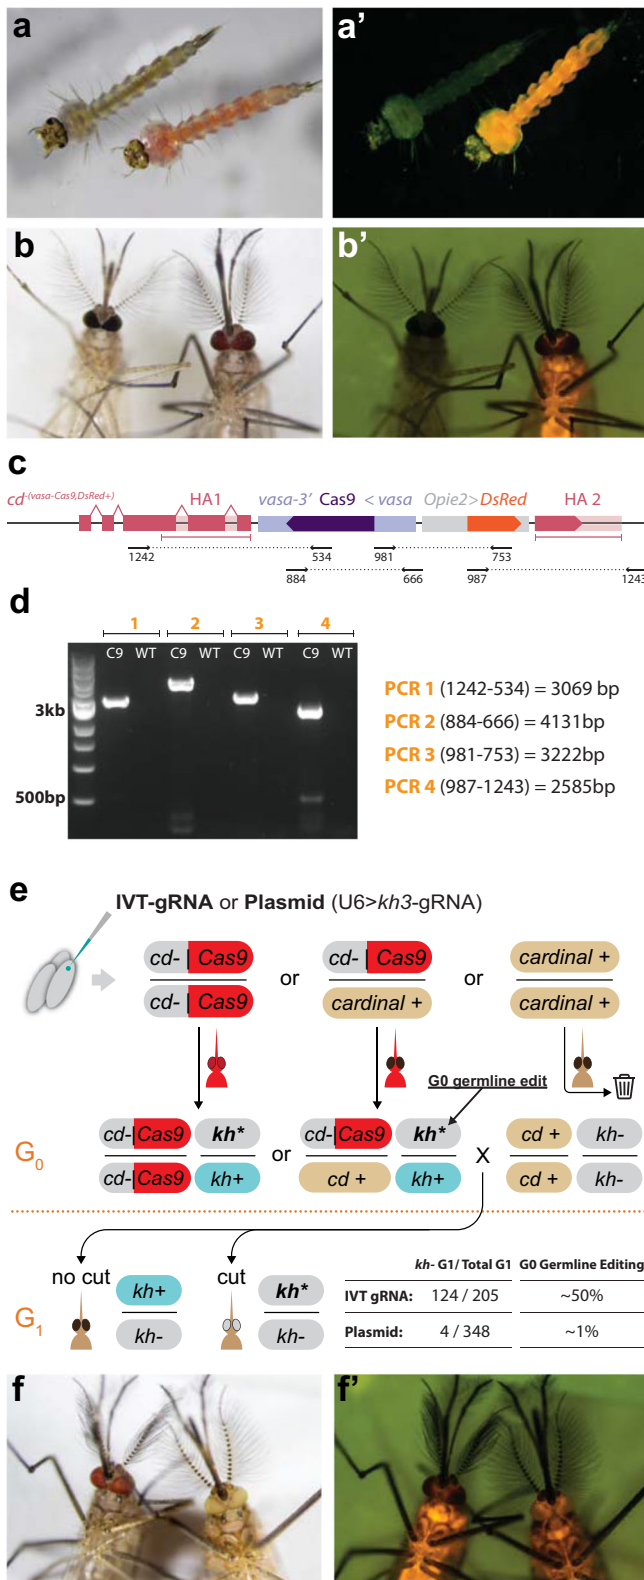 a
a'
b
b'
c
cd-(vasa-Cas9,DsRed+)
HA1
vasa-3' Cas9 < vasa
Opie2> DsRed
HA 2
1242
534
981
753
884
666
987
1243
d
1 2 3 4
C9 WT C9 WT C9 WT C9 WT
3kb
500bp
PCR 1 (1242-534) = 3069 bp
PCR 2 (884-666) = 4131bp
PCR 3 (981-753) = 3222bp
PCR 4 (987-1243) = 2585bp
e
IVT-gRNA or Plasmid (U6>kh3-gRNA)
cd- | Cas9 or cd- | Cas9 or cardinal +
cd- | Cas9 cardinal + cardinal +
G0 germline edit
G0
cd-|Cas9 kh* or cd-|Cas9 kh* X cd + kh-
cd-|Cas9 kh+ cd + kh+ cd + kh-
G1
no cut
kh+
kh-
cut
kh*
kh-
kh- G1/ Total G1 G0 Germline Editing
IVT gRNA: 124 / 205 ~50%
Plasmid: 4 / 348 ~1%
f
f'